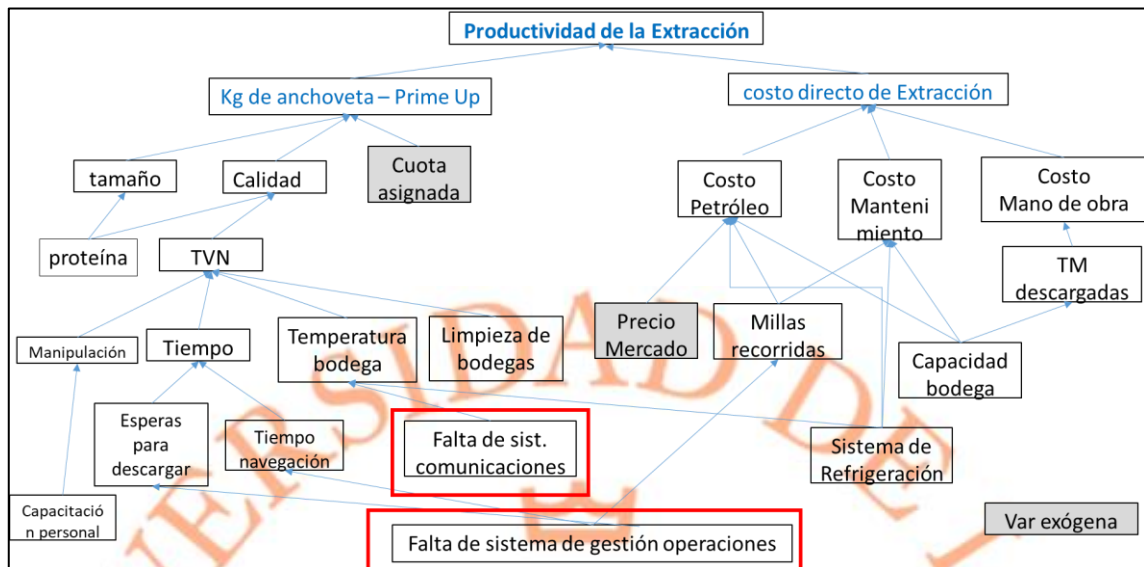 Productividad de la Extracción
Kg de anchoveta – Prime Up
costo directo de Extracción
tamaño
Calidad
Cuota
asignada
Costo
Petróleo
Costo
Manteni
miento
Costo
Mano de obra
proteína
TVN
TM
descargadas
Manipulación
Tiempo
Temperatura
bodega
Limpieza de
bodegas
Precio
Mercado
Millas
recorridas
Capacidad
bodega
Esperas
para
descargar
Tiempo
navegación
Falta de sist.
comunicaciones
Sistema de
Refrigeración
Capacitació
n personal
Falta de sistema de gestión operaciones
Var exógena
VERSIDAD DE